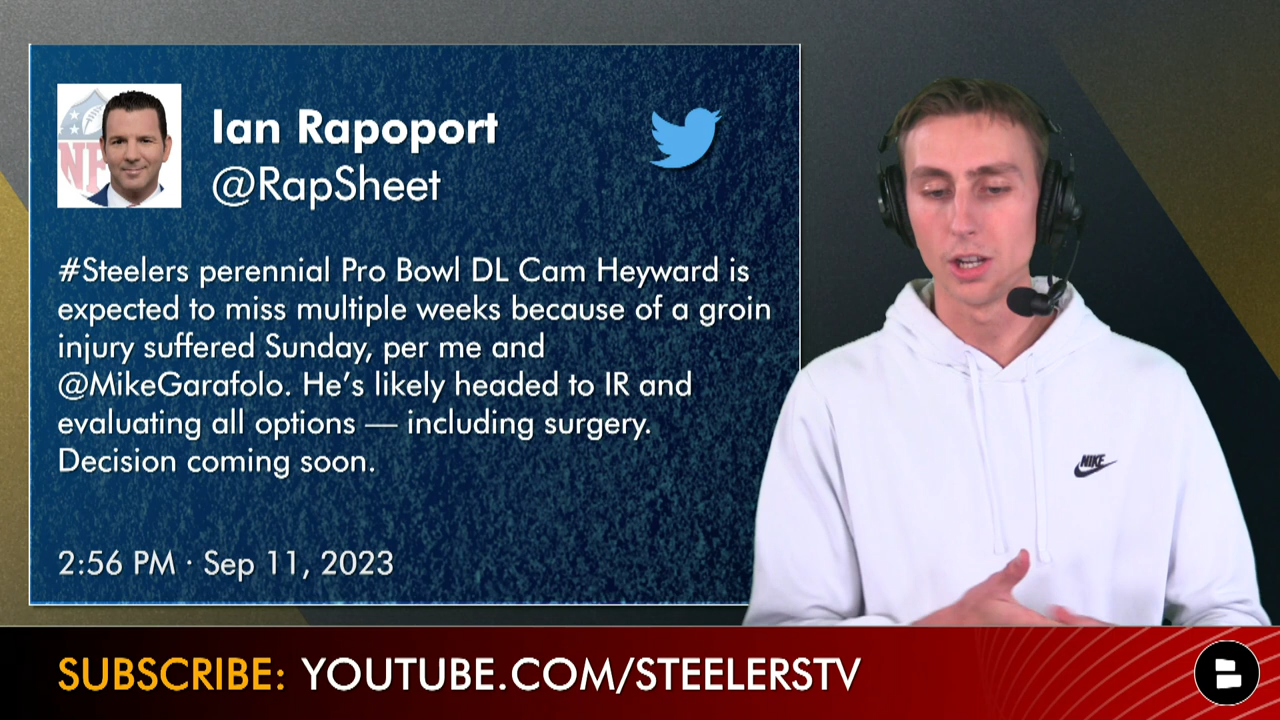 Ian Rapoport
@RapSheet
#Steelers perennial Pro Bowl DL Cam Heyward is
expected to miss multiple weeks because of a groin
injury suffered Sunday, per me and
@MikeGarafolo. He’s likely headed to IR and
evaluating all options — including surgery.
Decision coming soon.
2:56 PM · Sep 11, 2023
NIKE
SUBSCRIBE: YOUTUBE.COM/STEELERSTV